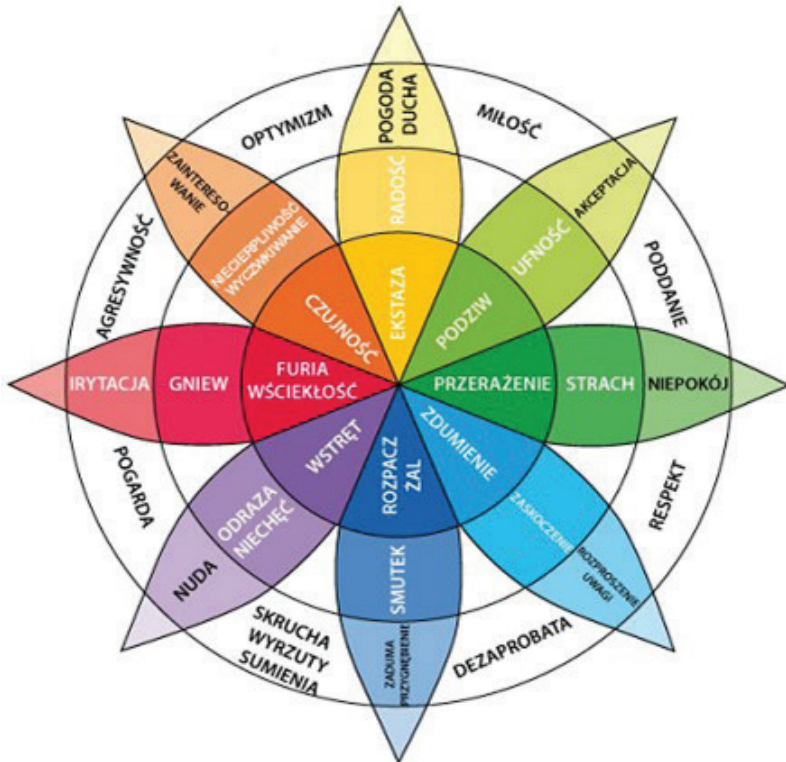 POGODA
DUCHA
RADOŚĆ
EKSTAZA
MIŁOŚĆ
AKCEPTACJA
UFNOŚĆ
PODZIW
PODDANIE
NIEPOKÓJ
STRACH
PRZERAŻENIE
RESPEKT
ROZPROSZENIE
UWAGI
ZASKOCZENIE
ZDUMIENIE
DEZAPROBATA
ZADUMA
PRZYGNĘBIENIE
SMUTEK
ROZPACZ
ŻAL
SKRUCHA
WYRZUTY
SUMIENIA
NUDA
ODRAZA
NIECHĘĆ
WSTRĘT
POGARDA
IRYTACJA
GNIEW
FURIA
WŚCIEKŁOŚĆ
AGRESYWNOŚĆ
ZAINTERESO-
WANIE
NIECIERPLIWOŚĆ
WYCZWKIWANIE
CZUJNOŚĆ
OPTYMIZM